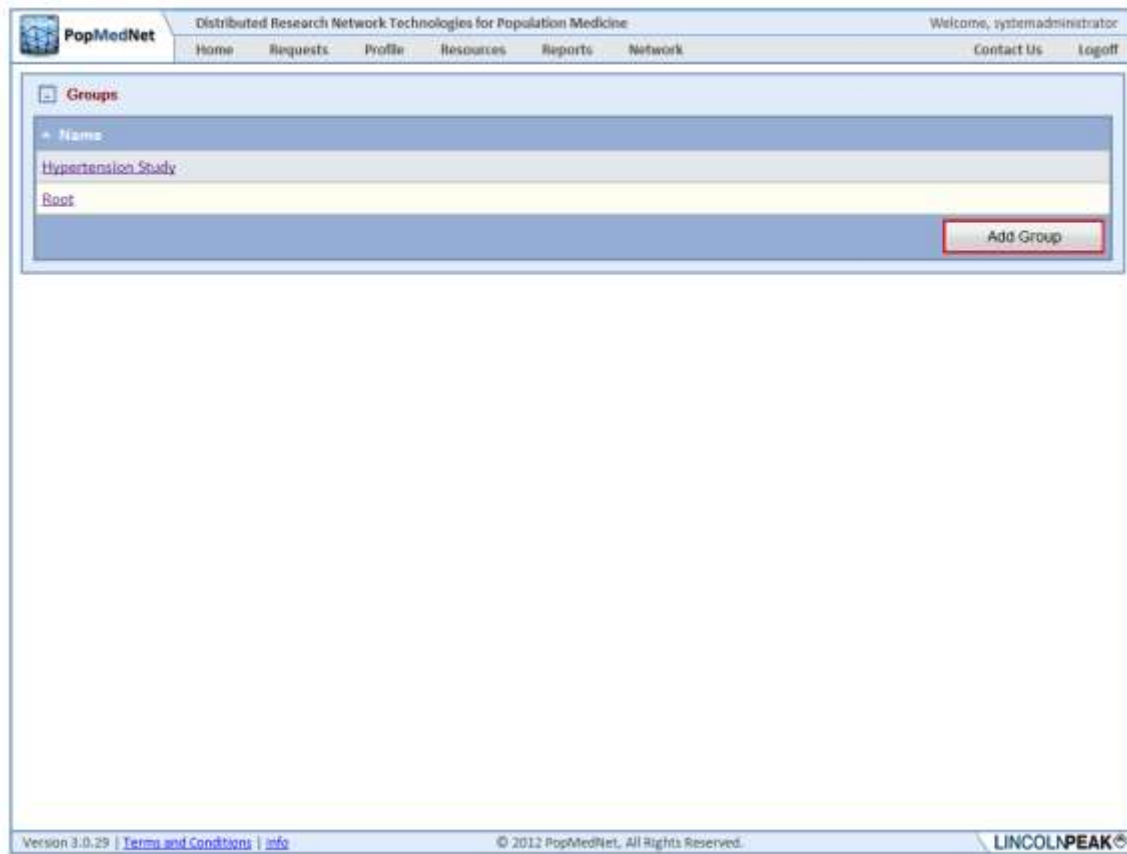 PopMedNet
Distributed Research Network Technologies for Population Medicine Welcome, systemadministrator
Home Requests Profile Resources Reports Network Contact Us Logoff
Groups
Name
Hypertension Study
Root
Add Group
Version 3.0.29 | Terms and Conditions | Info © 2012 PopMedNet, All Rights Reserved. LINCOLNPEAK